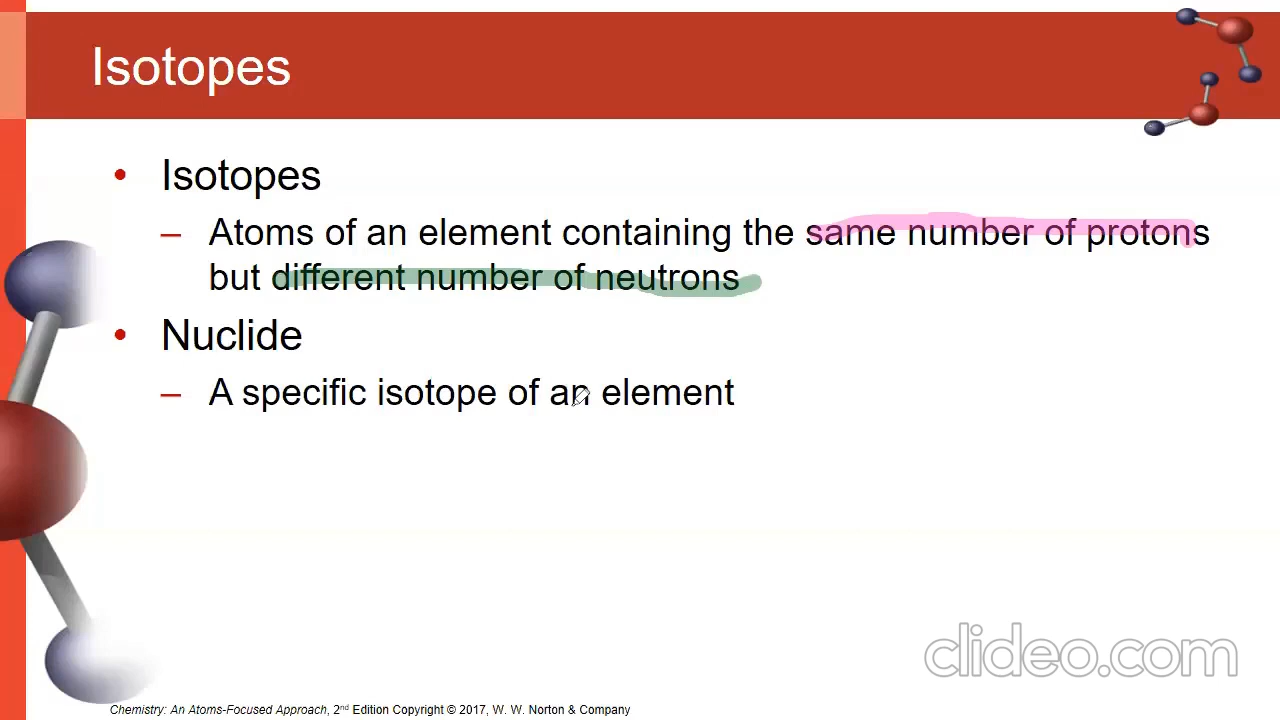 Isotopes
• Isotopes
– Atoms of an element containing the same number of protons
but different number of neutrons
• Nuclide
– A specific isotope of an element
clideo.com
Chemistry: An Atoms-Focused Approach, 2nd Edition Copyright © 2017, W. W. Norton & Company